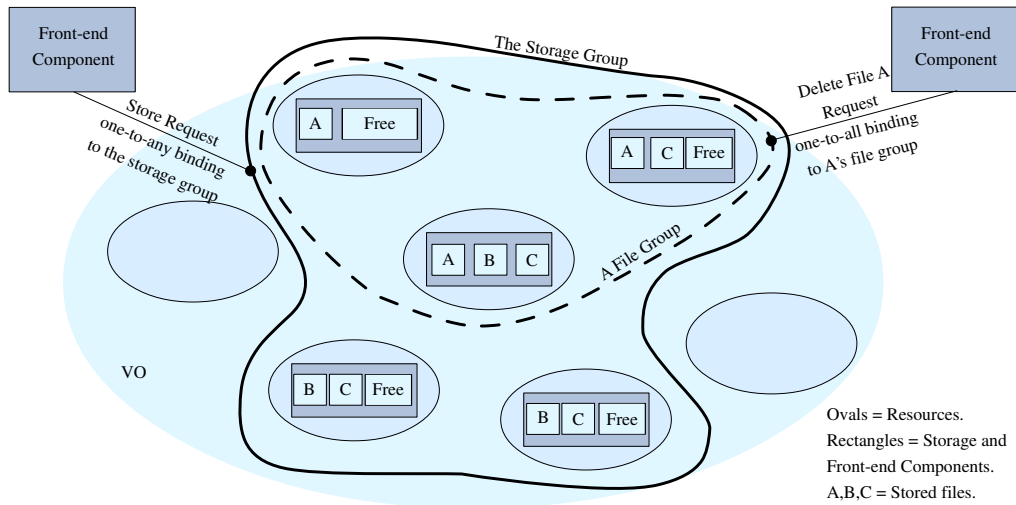 Front-end
Component
Front-end
Component
The Storage Group
Store Request
one-to-any binding
to the storage group
Delete File A
Request
one-to-all binding
to A's file group
A Free
A C Free
A B C
A File Group
B C Free
B C Free
VO
Ovals = Resources.
Rectangles = Storage and
Front-end Components.
A,B,C = Stored files.